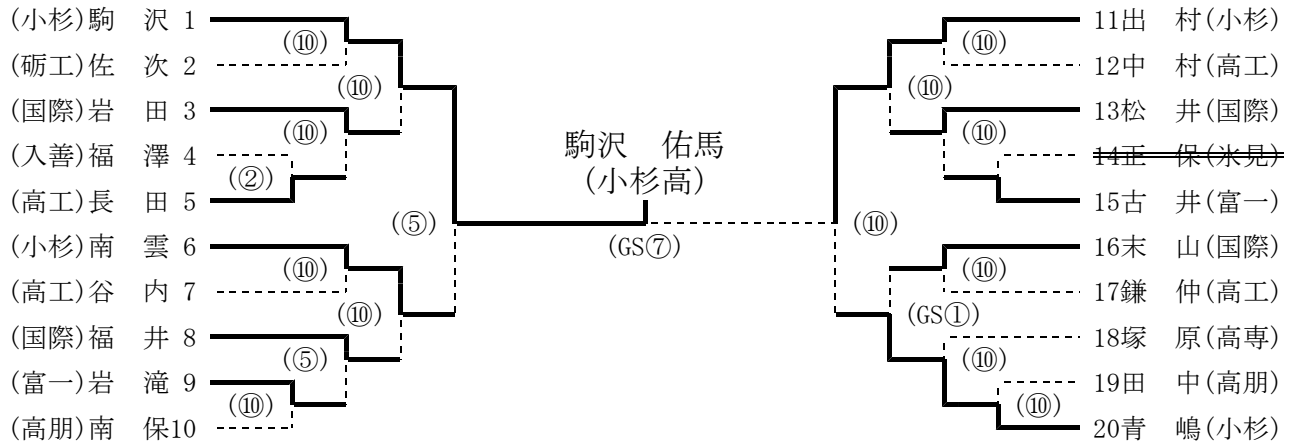 (小杉)駒　沢 1
(⑩)
(砺工)佐　次 2
(⑩)
(国際)岩　田 3
(⑩)
(入善)福　澤 4
(②)
(高工)長　田 5
(⑤)
(小杉)南　雲 6
(⑩)
(高工)谷　内 7
(⑩)
(国際)福　井 8
(⑤)
(富一)岩　滝 9
(⑩)
(高朋)南　保10
駒沢　佑馬
(小杉高)
(GS⑦)
11出　村(小杉)
(⑩)
12中　村(高工)
(⑩)
13松　井(国際)
(⑩)
14正　保(氷見)
15古　井(富一)
(⑩)
16末　山(国際)
(⑩)
17鎌　仲(高工)
(GS①)
18塚　原(高専)
(⑩)
19田　中(高朋)
(⑩)
20青　嶋(小杉)